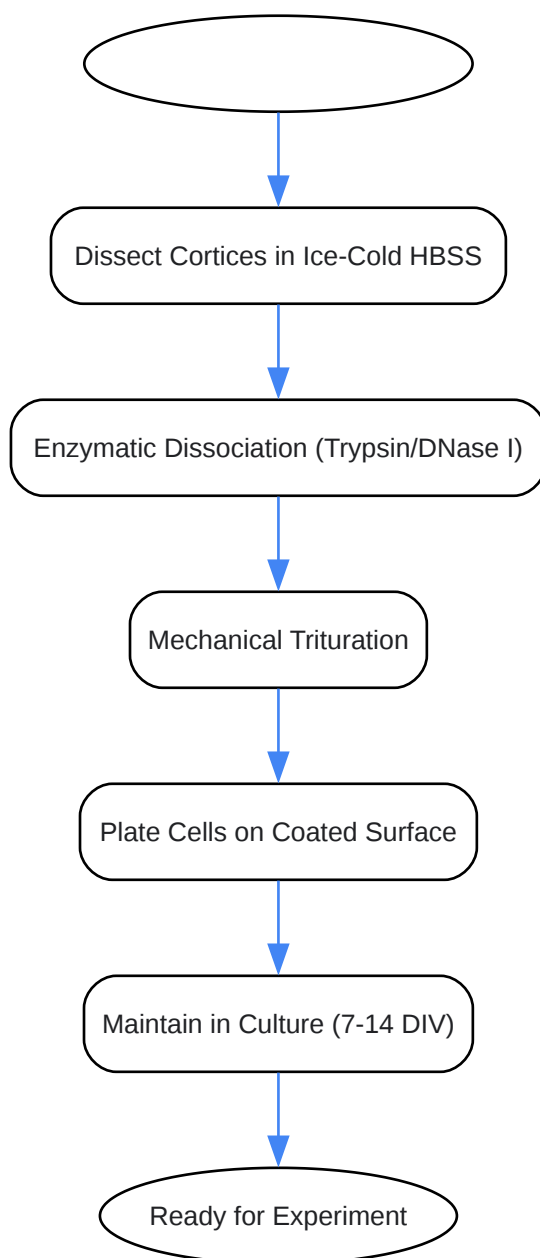 Dissect Cortices in Ice-Cold HBSS
Enzymatic Dissociation (Trypsin/DNase I)
Mechanical Trituration
Plate Cells on Coated Surface
Maintain in Culture (7-14 DIV)
Ready for Experiment